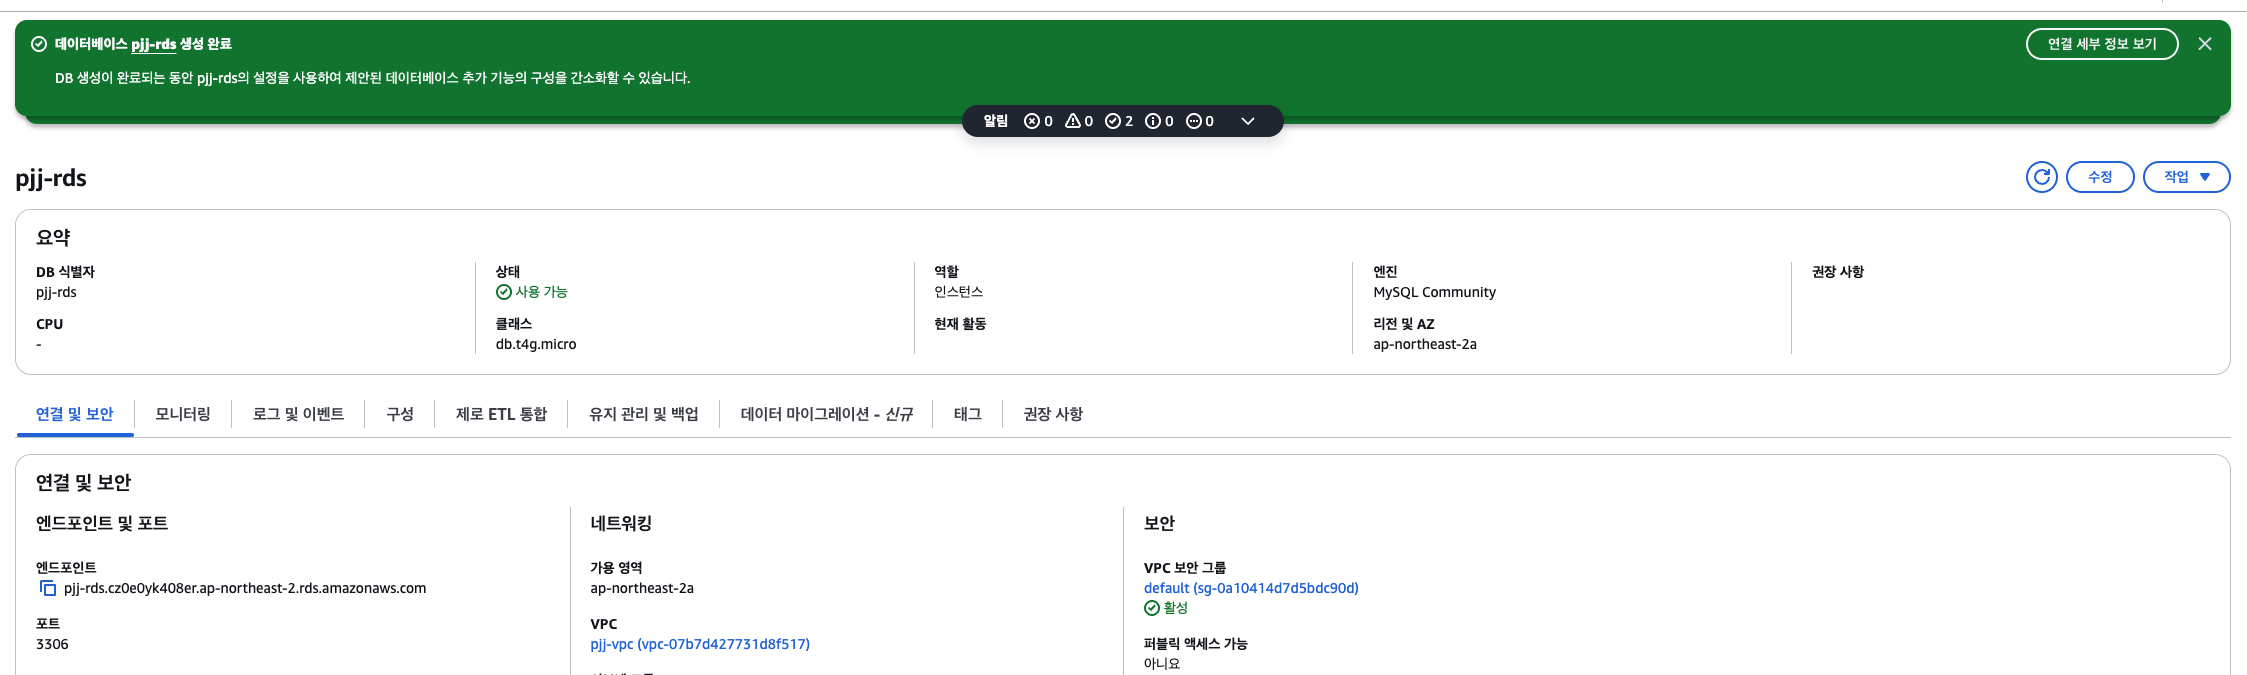 데이터베이스 pjj-rds 생성 완료
연결 세부 정보 보기
DB 생성이 완료되는 동안 pjj-rds의 설정을 사용하여 제안된 데이터베이스 추가 기능의 구성을 간소화할 수 있습니다.
알림 0 0 2 0 0
pjj-rds
수정
작업
요약
DB 식별자
pjj-rds
CPU
-
상태
사용 가능
클래스
db.t4g.micro
역할
인스턴스
현재 활동
엔진
MySQL Community
리전 및 AZ
ap-northeast-2a
권장 사항
연결 및 보안
모니터링
로그 및 이벤트
구성
제로 ETL 통합
유지 관리 및 백업
데이터 마이그레이션 - 신규
태그
권장 사항
연결 및 보안
엔드포인트 및 포트
엔드포인트
pjj-rds.cz0e0yk408er.ap-northeast-2.rds.amazonaws.com
포트
3306
네트워킹
가용 영역
ap-northeast-2a
VPC
pjj-vpc (vpc-07b7d427731d8f517)
보안
VPC 보안 그룹
default (sg-0a10414d7d5bdc90d)
활성
퍼블릭 액세스 가능
아니요